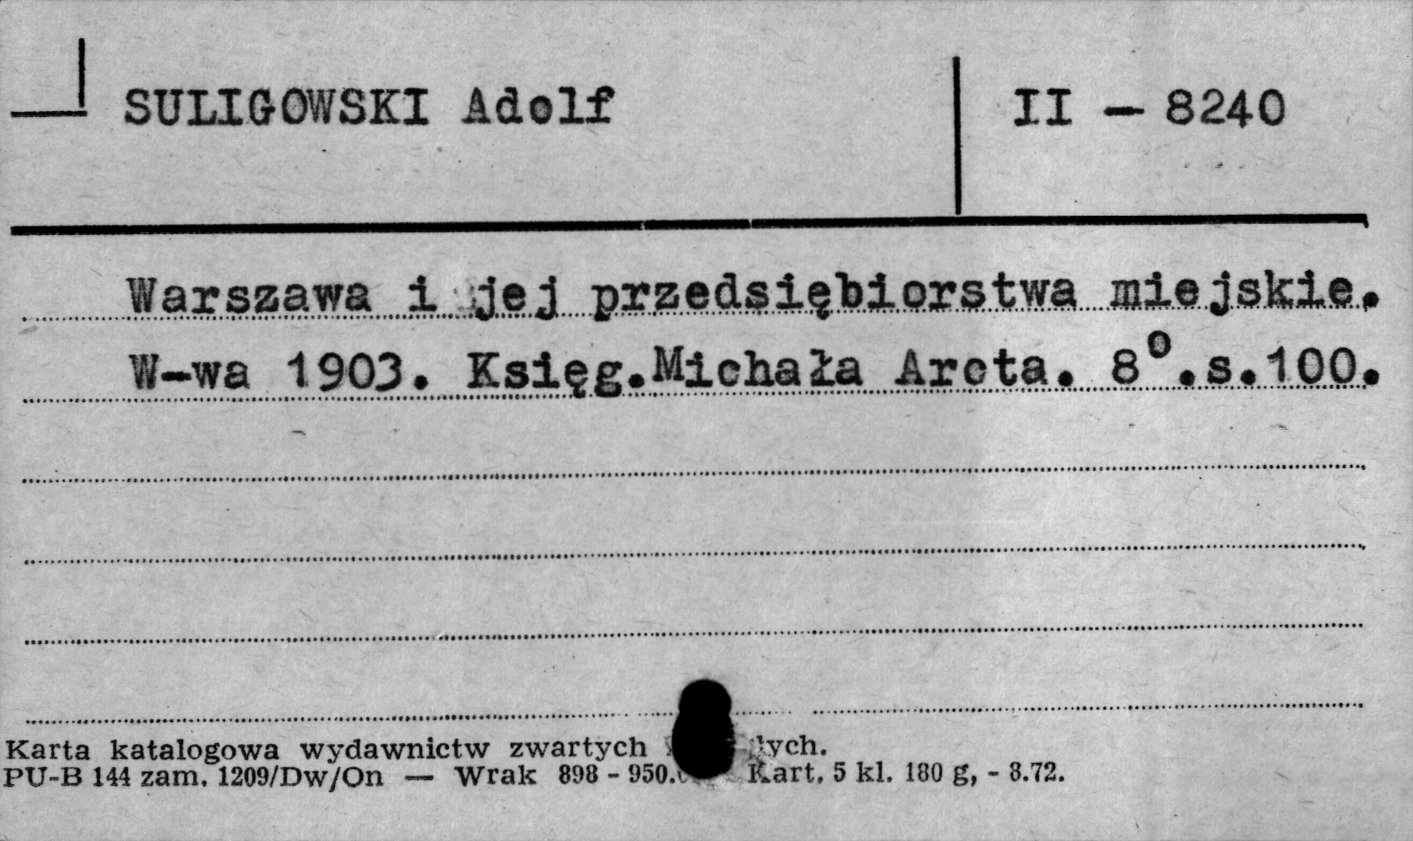 SULIGOWSKI Adolf
II - 8240
Warszawa i jej przedsiębiorstwa miejskie.
W-wa 1903. Księg.Michała Arcta. 8⁰.s.100.
Karta katalogowa wydawnictw zwartych
PU-B 144 zam. 1209/Dw/On — Wrak 898 - 950. Kart. 5 kl. 180 g, - 8.72.